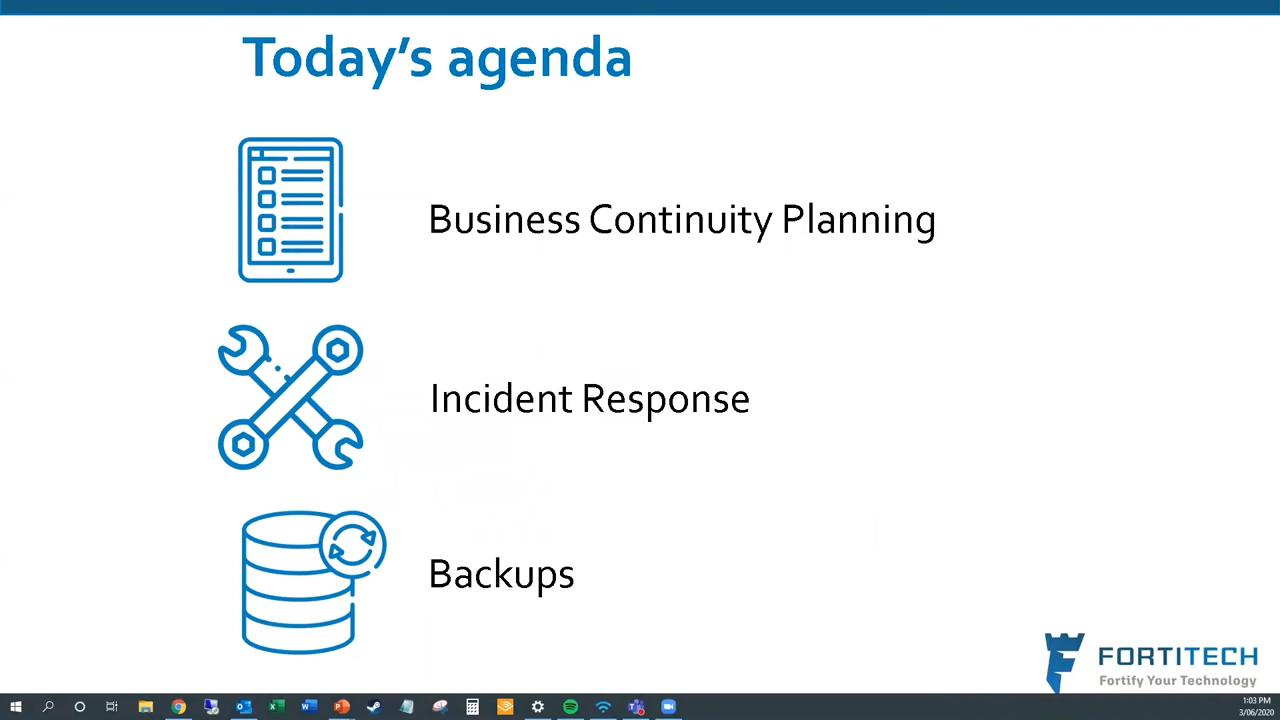 Today's agenda
Business Continuity Planning
Incident Response
Backups
FORTITECH
Fortify Your Technology
1:03 PM
3/06/2020